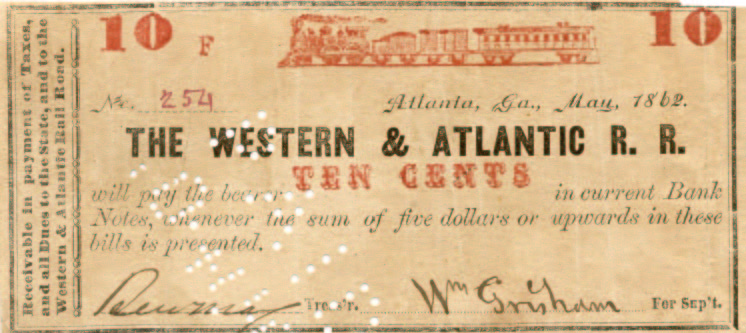 10 F 10
No. 254 Atlanta, Ga., May, 1862.
THE WESTERN & ATLANTIC R. R.
TEN CENTS
will pay the bearer in current Bank
Notes, whenever the sum of five dollars or upwards in these
bills is presented.
Treas'r. Wm Grisham For Sup't.
Receivable in payment of Taxes,
and all Dues to the State, and to the
Western & Atlantic Rail Road.